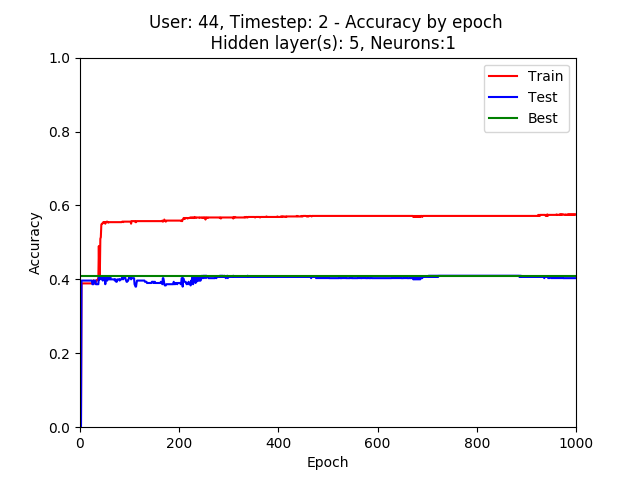 User: 44, Timestep: 2 - Accuracy by epoch
Hidden layer(s): 5, Neurons:1
1.0
0.8
0.6
0.4
0.2
0.0
Accuracy
Train
Test
Best
0 200 400 600 800 1000
Epoch